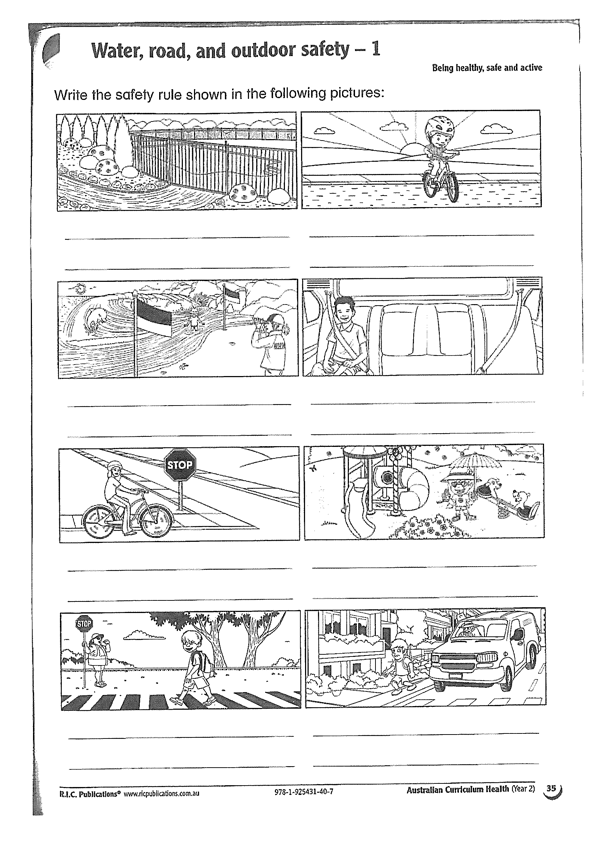 Water, road, and outdoor safety – 1
Being healthy, safe and active
Write the safety rule shown in the following pictures:
STOP
STOP
R.I.C. Publications® www.ricpublications.com.au
978-1-925431-40-7
Australian Curriculum Health (Year 2)
35